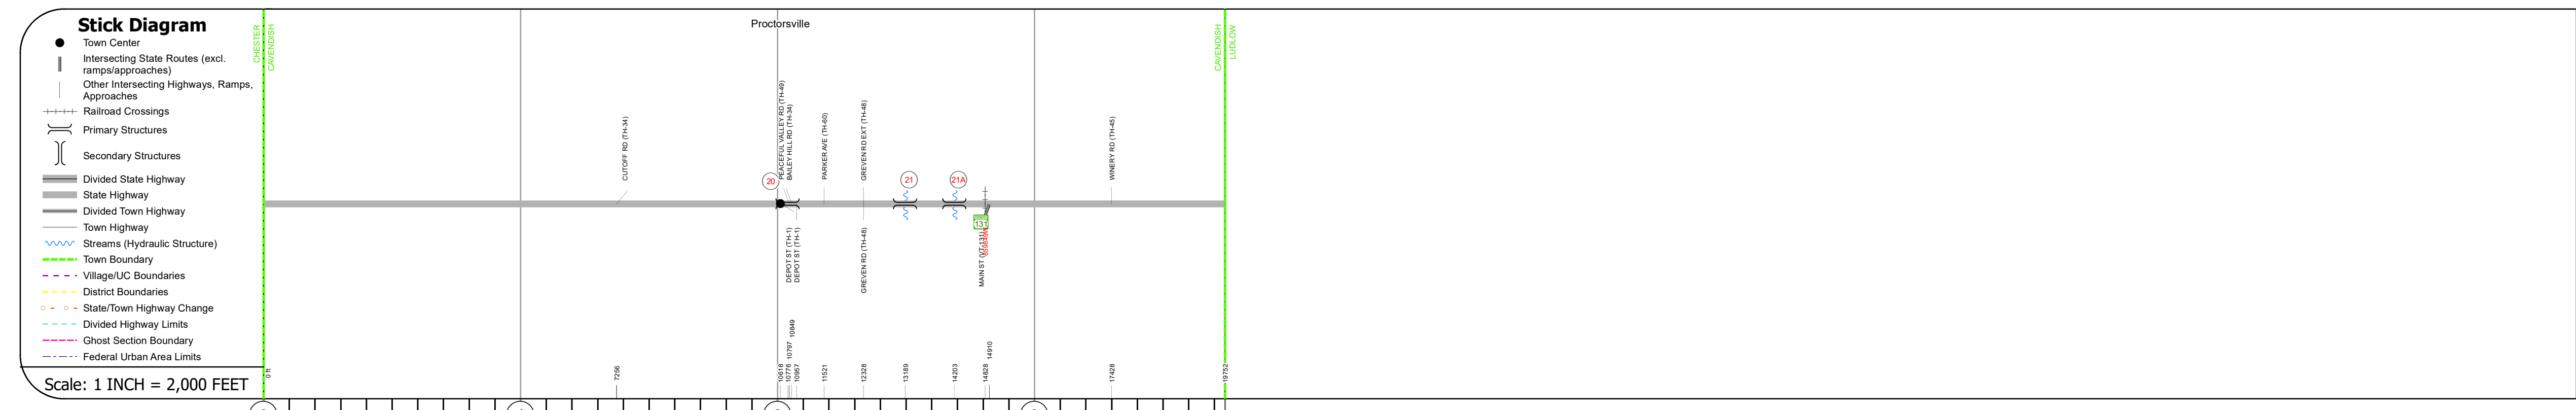 Stick Diagram
Town Center
Intersecting State Routes (excl.
ramps/approaches)
Other Intersecting Highways, Ramps,
Approaches
Railroad Crossings
Primary Structures
Secondary Structures
Divided State Highway
State Highway
Divided Town Highway
Town Highway
Streams (Hydraulic Structure)
Town Boundary
Village/UC Boundaries
District Boundaries
State/Town Highway Change
Divided Highway Limits
Ghost Section Boundary
Federal Urban Area Limits
Scale: 1 INCH = 2,000 FEET
CHESTER
CAVENDISH
Proctorsville
CAVENDISH
LUDLOW
CUTOFF RD (TH-34)
PEACEFUL VALLEY RD (TH-49)
BAILEY HILL RD (TH-34)
PARKER AVE (TH-60)
GREVEN RD EXT (TH-48)
WINERY RD (TH-45)
20
21
21A
131
DEPOT ST (TH-1)
DEPOT ST (TH-1)
GREVEN RD (TH-48)
MAIN ST (VT-131)
0 ft
7256
10618
10776
10797
10849
10957
11521
12328
13189
14203
14828
14910
17428
19752